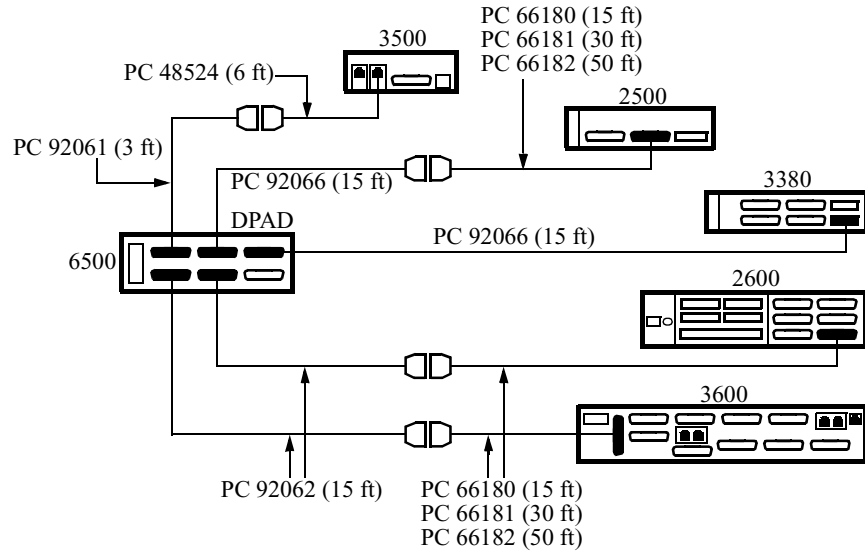 PC 66180 (15 ft)
PC 66181 (30 ft)
PC 66182 (50 ft)
3500
PC 48524 (6 ft)
2500
PC 92061 (3 ft)
PC 92066 (15 ft)
3380
DPAD
PC 92066 (15 ft)
6500
2600
3600
PC 92062 (15 ft)
PC 66180 (15 ft)
PC 66181 (30 ft)
PC 66182 (50 ft)